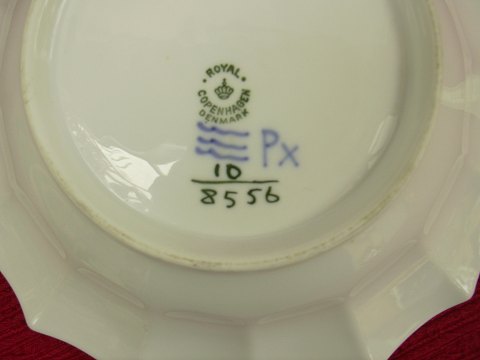 ROYAL
COPENHAGEN
DENMARK
Px
10
8556